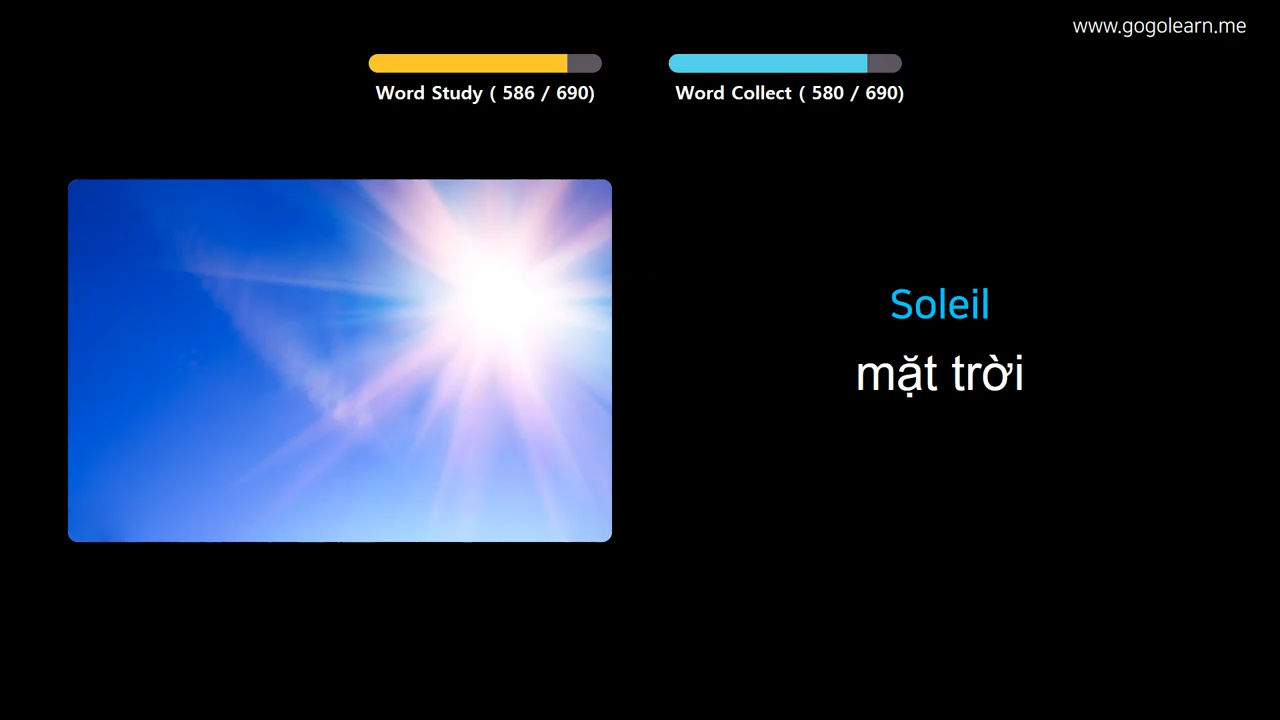 www.gogolearn.me
Word Study ( 586 / 690)
Word Collect ( 580 / 690)
Soleil
mặt trời